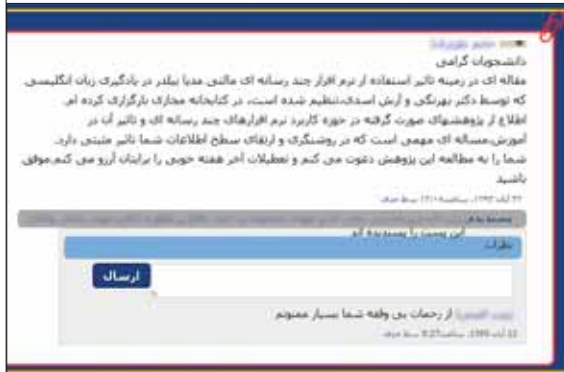 دانشجویان گرامی
مقاله ای در زمینه تاثیر استفاده از نرم افزار چند رسانه ای مالتی مدیا بیلدر در یادگیری زبان انگلیسی
که توسط دکتر بهرنگی و آرش اسدی،تنظیم شده است، در کتابخانه مجازی بارگزاری کرده ام.
اطلاع از پژوهشهای صورت گرفته در حوزه کاربرد نرم افزارهای چند رسانه ای و تاثیر آن در
آموزش،مساله ای مهمی است که در روشنگری و ارتقای سطح اطلاعات شما تاثیر مثبتی دارد.
شما را به مطالعه این پژوهش دعوت می کنم و تعطیلات آخر هفته خوبی را برایتان آرزو می کنم.موفق
باشید
این پست را پسندیده اند
نظرات
ارسال
از زحمات بی وقفه شما بسیار ممنونم